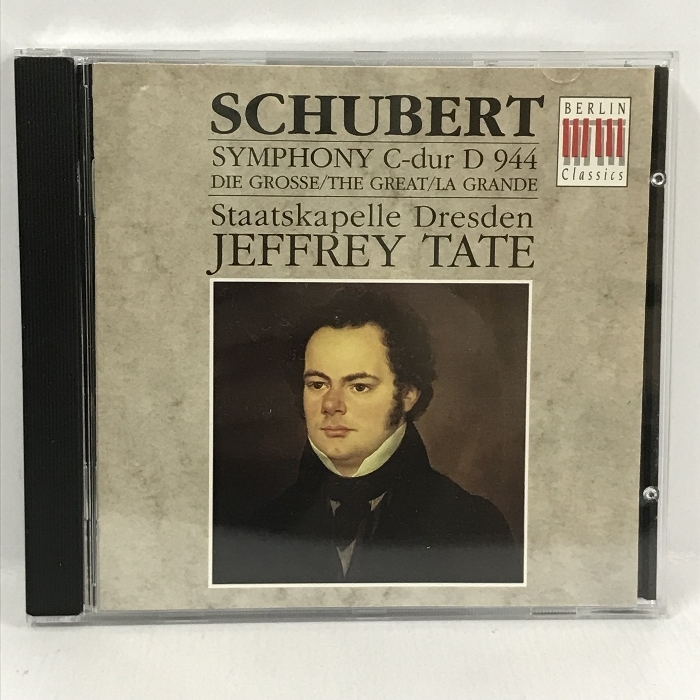 SCHUBERT
SYMPHONY C-dur D 944
DIE GROSSE/THE GREAT/LA GRANDE
Staatskapelle Dresden
JEFFREY TATE
BERLIN
Classics